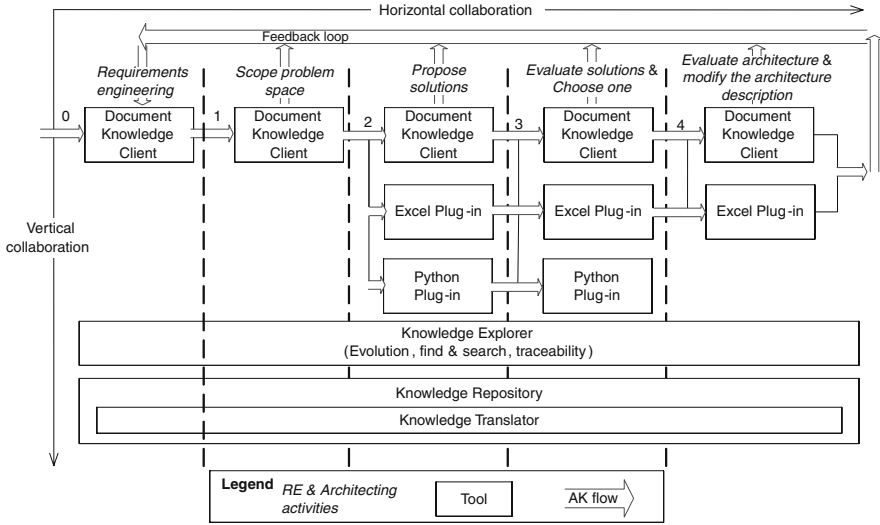 Horizontal collaboration
Feedback loop
Requirements
engineering
Scope problem
space
Propose
solutions
Evaluate solutions &
Choose one
Evaluate architecture &
modify the architecture
description
0
1
2
3
4
Document
Knowledge
Client
Document
Knowledge
Client
Document
Knowledge
Client
Document
Knowledge
Client
Document
Knowledge
Client
Vertical
collaboration
Excel Plug-in
Excel Plug-in
Excel Plug-in
Python
Plug-in
Python
Plug-in
Knowledge Explorer
(Evolution, find & search, traceability)
Knowledge Repository
Knowledge Translator
Legend
RE & Architecting
activities
Tool
AK flow